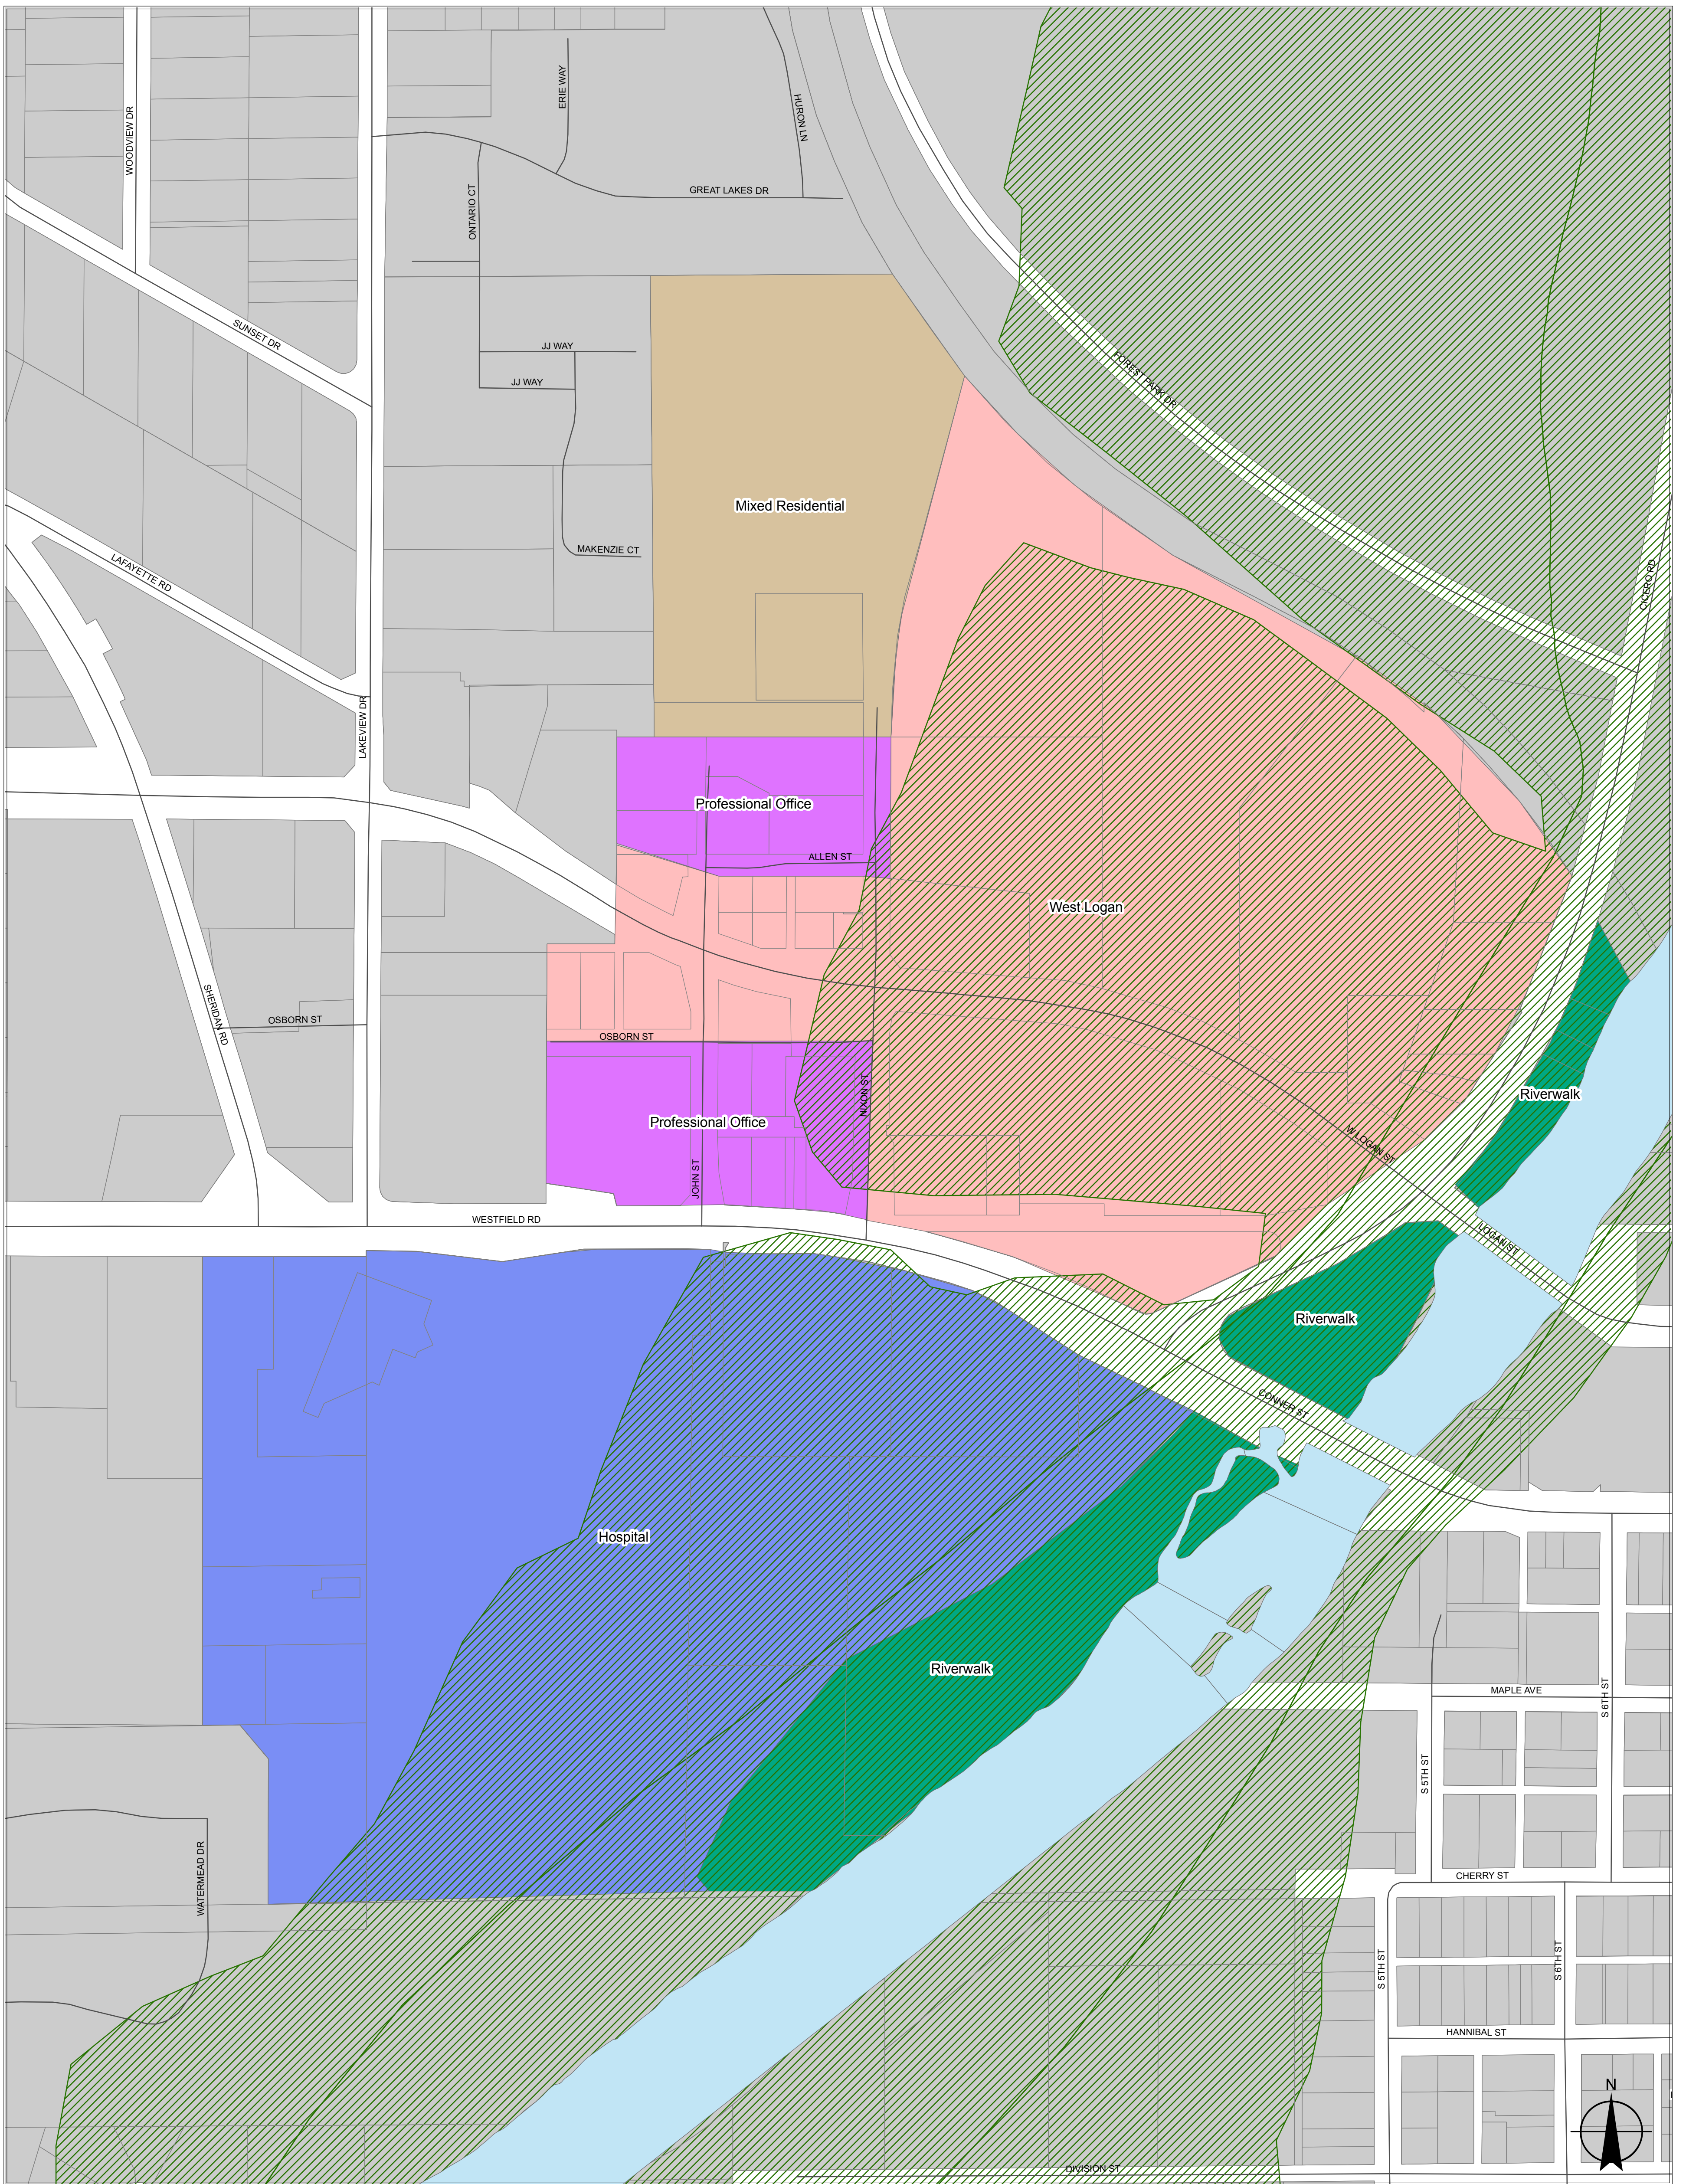 ERIE WAY
HURON LN
WOODVIEW DR
GREAT LAKES DR
ONTARIO CT
SUNSET DR
JJ WAY
JJ WAY
FOREST PARK DR
Mixed Residential
MAKENZIE CT
LAFAYETTE RD
CICERO RD
LAKEVIEW DR
Professional Office
ALLEN ST
West Logan
SHERIDAN RD
OSBORN ST
OSBORN ST
NIXON ST
Riverwalk
Professional Office
W LOGAN ST
JOHN ST
WESTFIELD RD
LOGAN ST
Riverwalk
CONNER ST
Hospital
Riverwalk
MAPLE AVE
S 6TH ST
S 5TH ST
WATERMEAD DR
CHERRY ST
S 5TH ST
S 6TH ST
HANNIBAL ST
N
DIVISION ST